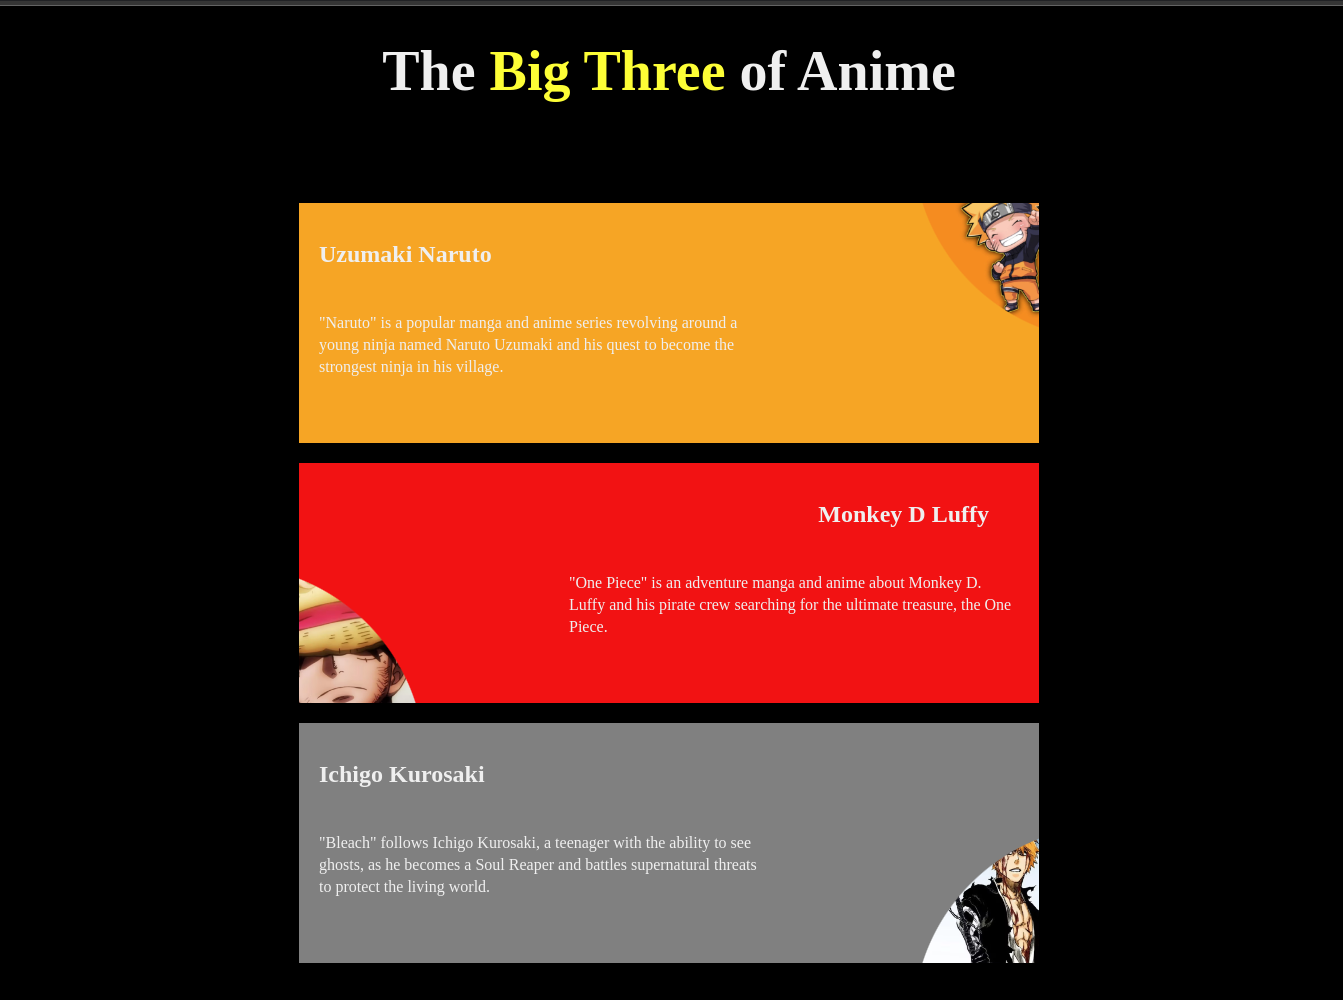 The Big Three of Anime
Uzumaki Naruto
"Naruto" is a popular manga and anime series revolving around a
young ninja named Naruto Uzumaki and his quest to become the
strongest ninja in his village.
Monkey D Luffy
"One Piece" is an adventure manga and anime about Monkey D.
Luffy and his pirate crew searching for the ultimate treasure, the One
Piece.
Ichigo Kurosaki
"Bleach" follows Ichigo Kurosaki, a teenager with the ability to see
ghosts, as he becomes a Soul Reaper and battles supernatural threats
to protect the living world.